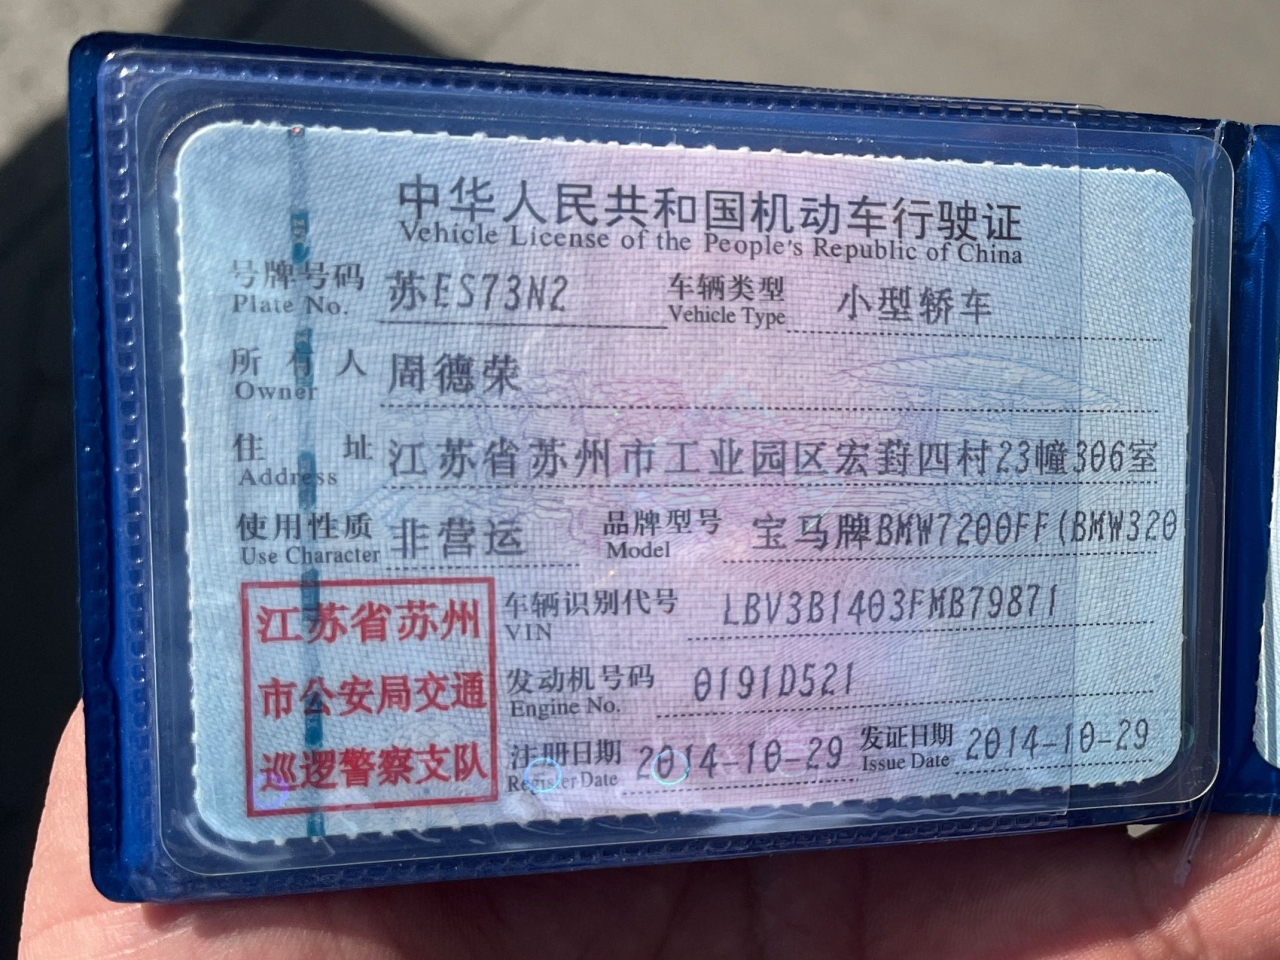 中华人民共和国机动车行驶证
Vehicle License of the People's Republic of China
号牌号码 苏ES73N2 车辆类型 小型轿车
Plate No. Vehicle Type
所有人 周德荣
Owner
住址 江苏省苏州市工业园区宏葑四村23幢306室
Address
使用性质 非营运 品牌型号 宝马牌BMW7200FF(BMW320
Use Character Model
江苏省苏州
市公安局交通
巡逻警察支队
车辆识别代号 LBV3B1403FMB79871
VIN
发动机号码 0191D521
Engine No.
注册日期 2014-10-29 发证日期 2014-10-29
Register Date Issue Date